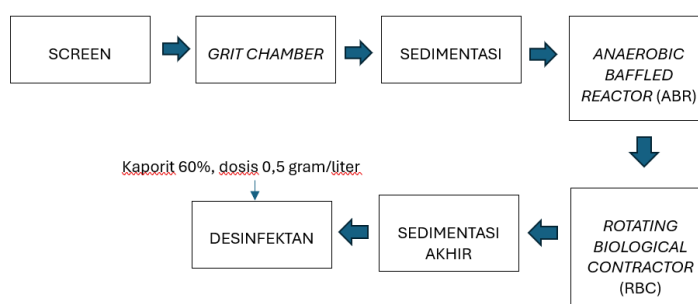 SCREEN
GRIT CHAMBER
SEDIMENTASI
ANAEROBIC
BAFFLED
REACTOR (ABR)
Kaporit 60%, dosis 0,5 gram/liter
DESINFEKTAN
SEDIMENTASI
AKHIR
ROTATING
BIOLOGICAL
CONTRACTOR
(RBC)